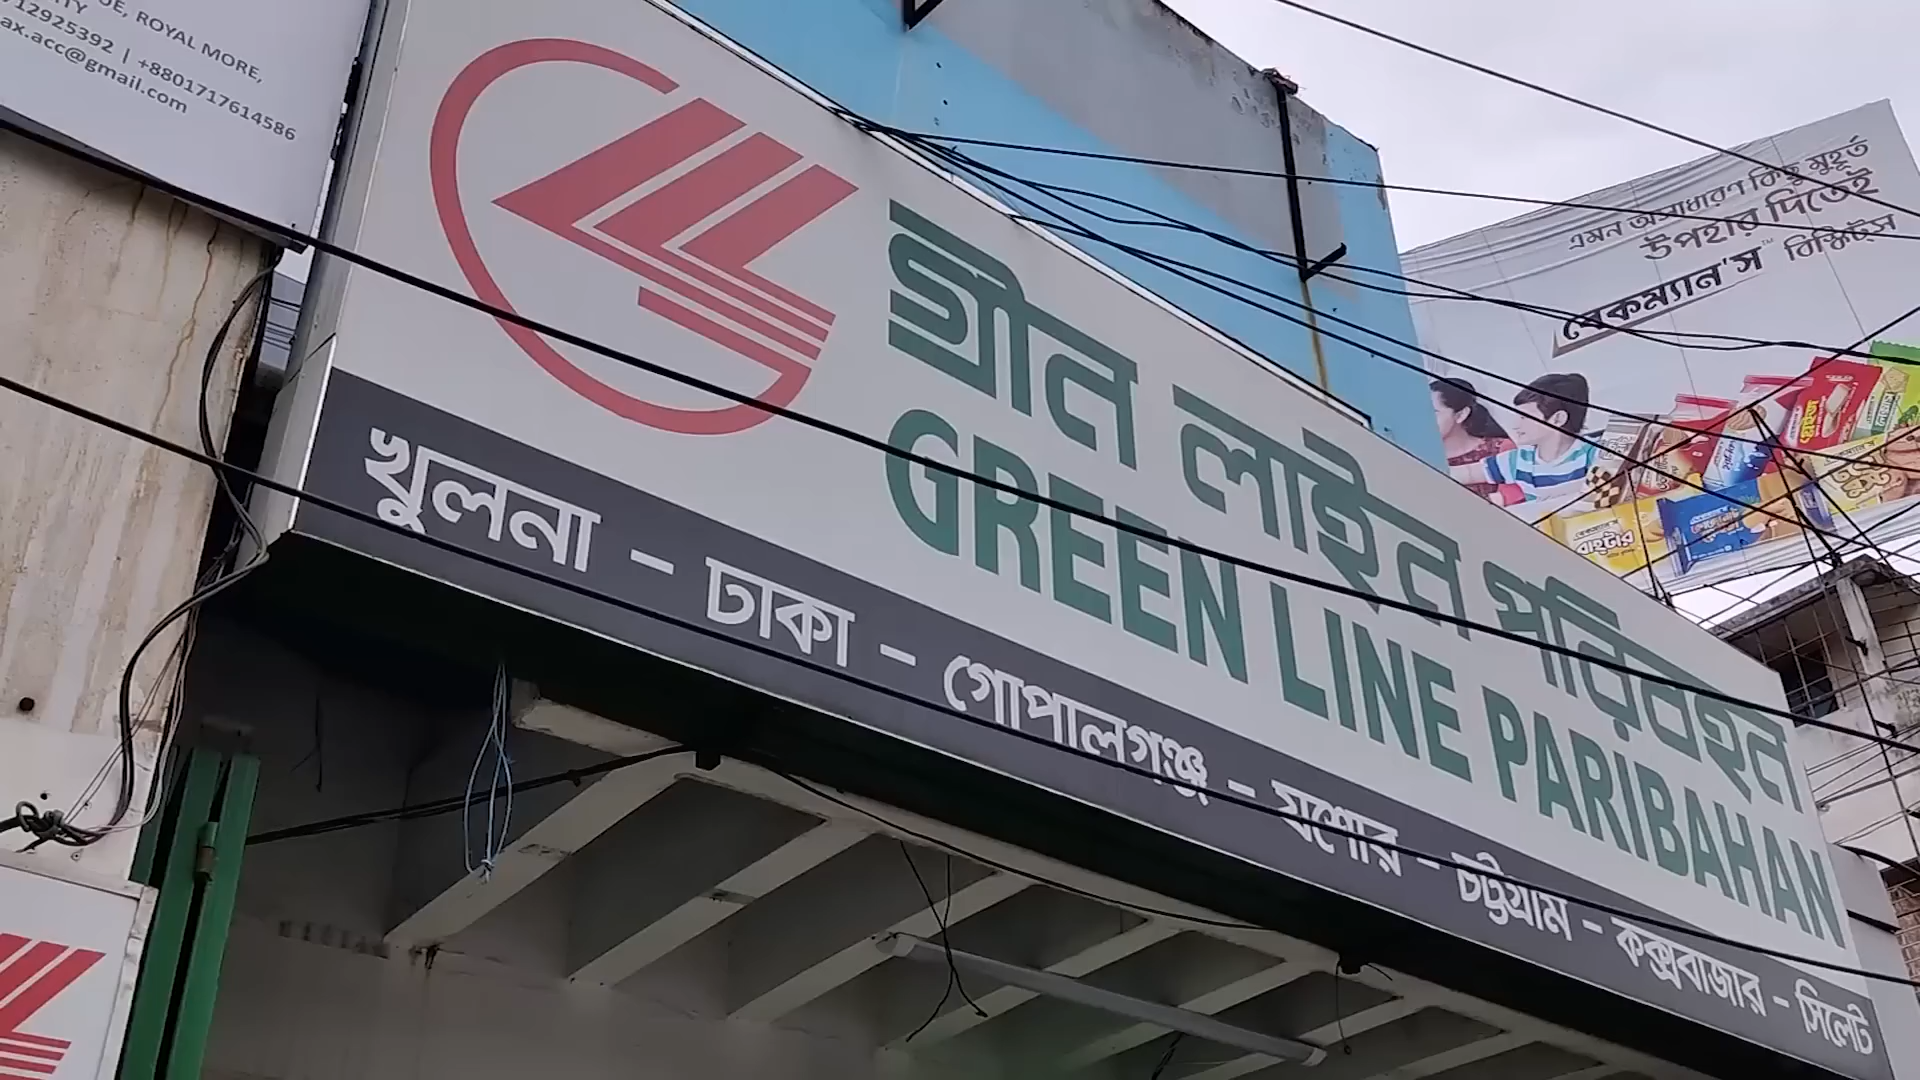 ROYAL MORE,
12925392 | +8801717614586
ax.acc@gmail.com
গ্রীন লাইন পরিবহন
GREEN LINE PARIBAHAN
খুলনা - ঢাকা - গোপালগঞ্জ - যশোর - চট্টগ্রাম - কক্সবাজার - সিলেট
এমন অসাধারণ কিছু মুহূর্ত
উপহার দিতেই
বেকম্যান'স™ বিস্কিটস